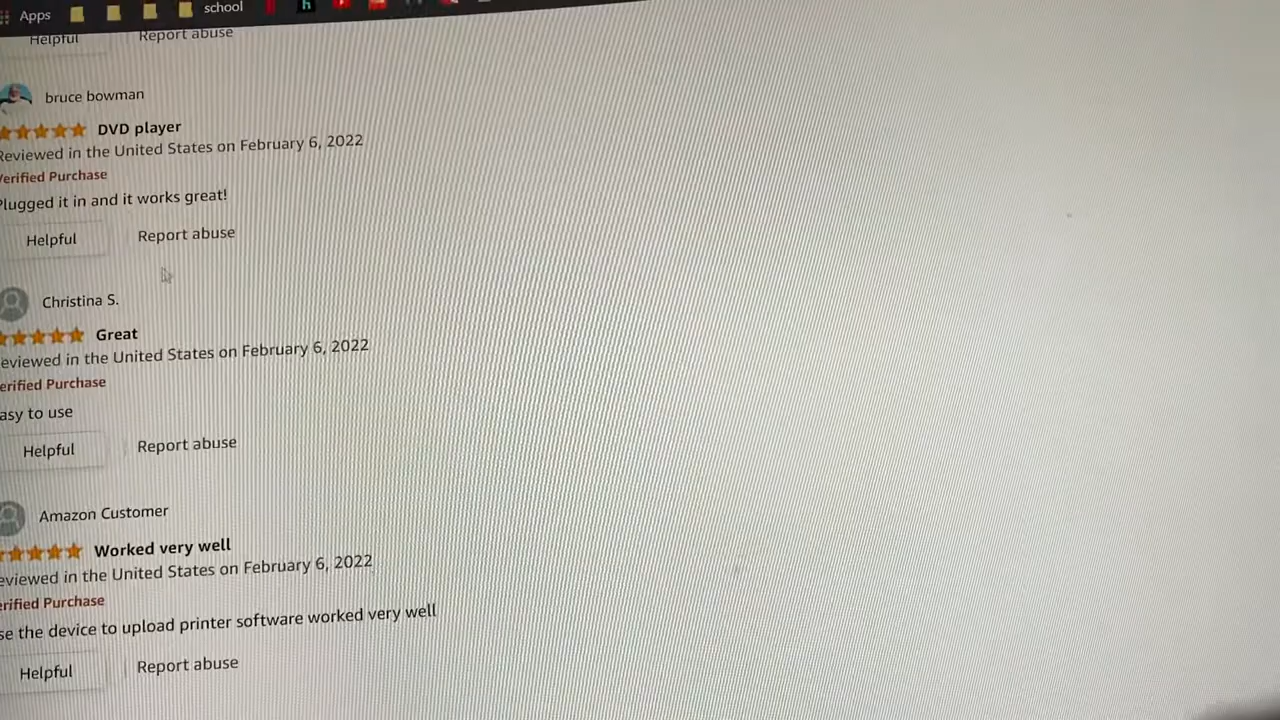 Apps
school
Helpful
Report abuse
bruce bowman
DVD player
Reviewed in the United States on February 6, 2022
Verified Purchase
Plugged it in and it works great!
Helpful
Report abuse
Christina S.
Great
eviewed in the United States on February 6, 2022
erified Purchase
asy to use
Helpful
Report abuse
Amazon Customer
Worked very well
eviewed in the United States on February 6, 2022
erified Purchase
se the device to upload printer software worked very well
Helpful
Report abuse